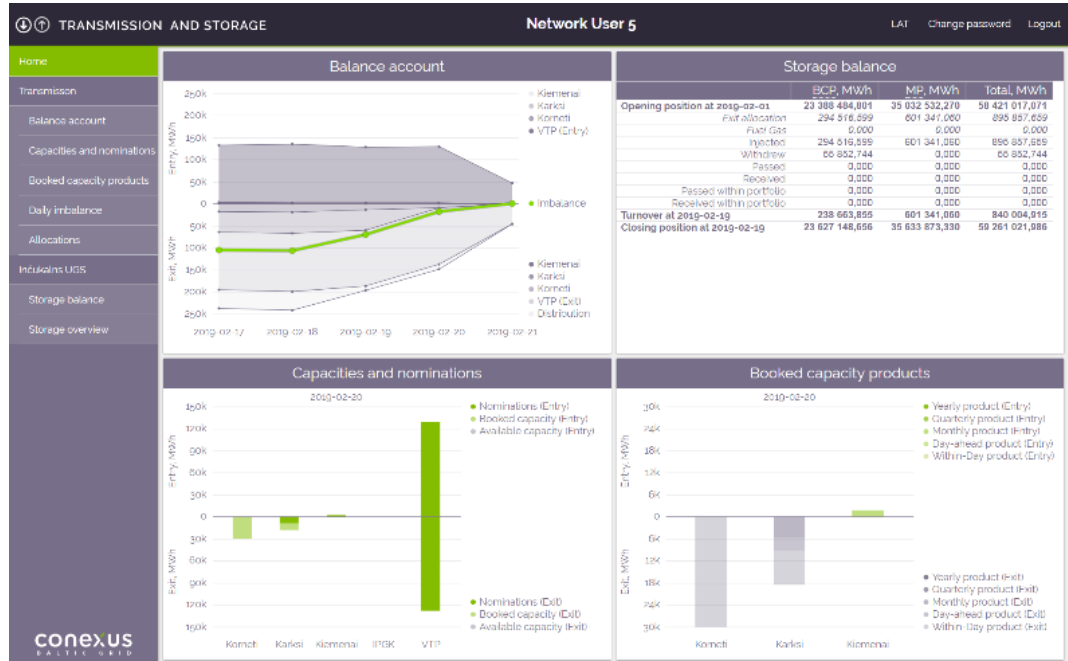 TRANSMISSION AND STORAGE
Network User 5
LAT Change password Logout
Home
Transmisson
Balance account
Capacities and nominations
Booked capacity products
Daily imbalance
Allocations
Inčukalns UGS
Storage balance
Storage overview
conexus
BALTIC GRID
Balance account
Entry, MWh
Exit, MWh
250k
200k
150k
100k
50k
0
50k
100k
150k
200k
250k
Kiemenai
Karksi
Korneti
VTP (Entry)
Imbalance
Kiemenai
Karksi
Korneti
VTP (Exit)
Distribution
2019-02-17 2019-02-18 2019-02-19 2019-02-20 2019-02-21
Storage balance
BCP, MWh MP, MWh Total, MWh
Opening position at 2019-02-01 23 388 484,801 35 032 532,270 58 421 017,071
Exit allocation 294 516,599 601 341,060 895 857,659
Fuel Gas 0,000 0,000 0,000
Injected 294 516,599 601 341,060 895 857,659
Withdrew 55 852,744 0,000 55 852,744
Passed 0,000 0,000 0,000
Received 0,000 0,000 0,000
Passed within portfolio 0,000 0,000 0,000
Received within portfolio 0,000 0,000 0,000
Turnover at 2019-02-19 238 663,855 601 341,060 840 004,915
Closing position at 2019-02-19 23 627 148,656 35 633 873,330 59 261 021,986
Capacities and nominations
2019-02-20
Entry, MWh
Exit, MWh
150k
120k
90k
60k
30k
0
30k
60k
90k
120k
150k
Nominations (Entry)
Booked capacity (Entry)
Available capacity (Entry)
Nominations (Exit)
Booked capacity (Exit)
Available capacity (Exit)
Korneti Karksi Kiemenai IPGK VTP
Booked capacity products
2019-02-20
Entry, MWh
Exit, MWh
30k
24k
18k
12k
6k
0
6k
12k
18k
24k
30k
Yearly product (Entry)
Quarterly product (Entry)
Monthly product (Entry)
Day-ahead product (Entry)
Within-Day product (Entry)
Yearly product (Exit)
Quarterly product (Exit)
Monthly product (Exit)
Day-ahead product (Exit)
Within-Day product (Exit)
Korneti Karksi Kiemenai